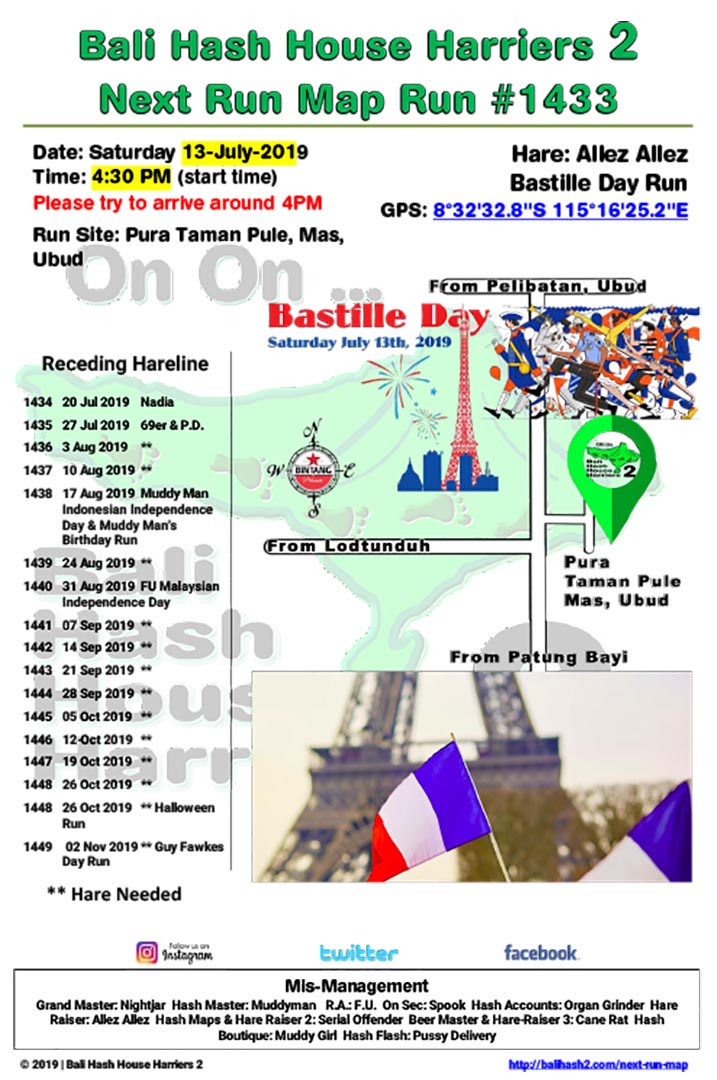 Bali Hash House Harriers 2
Next Run Map Run #1433
Date: Saturday 13-July-2019
Time: 4:30 PM (start time)
Please try to arrive around 4PM
Run Site: Pura Taman Pule, Mas,
Ubud
Hare: Allez Allez
Bastille Day Run
GPS: 8°32'32.8"S 115°16'25.2"E
On On ...
From Pelibatan, Ubud
Bastille Day
Saturday July 13th, 2019
N
W
E
S
BINTANG
Bali
Hash
House
Harriers 2
From Lodtunduh
Pura
Taman Pule
Mas, Ubud
From Patung Bayi
Receding Hareline
1434 20 Jul 2019 Nadia
1435 27 Jul 2019 69er & P.D.
1436 3 Aug 2019 **
1437 10 Aug 2019 **
1438 17 Aug 2019 Muddy Man
Indonesian Independence
Day & Muddy Man's
Birthday Run
1439 24 Aug 2019 **
1440 31 Aug 2019 FU Malaysian
Independence Day
1441 07 Sep 2019 **
1442 14 Sep 2019 **
1443 21 Sep 2019 **
1444 28 Sep 2019 **
1445 05 Oct 2019 **
1446 12-Oct 2019 **
1447 19 Oct 2019 **
1448 26 Oct 2019 **
1448 26 Oct 2019 ** Halloween
Run
1449 02 Nov 2019 ** Guy Fawkes
Day Run
** Hare Needed
Bali
Hash
Hous
Harr
Follow us on
Instagram
twitter
facebook
Mis-Management
Grand Master: Nightjar Hash Master: Muddyman R.A.: F.U. On Sec: Spook Hash Accounts: Organ Grinder Hare
Raiser: Allez Allez Hash Maps & Hare Raiser 2: Serial Offender Beer Master & Hare-Raiser 3: Cane Rat Hash
Boutique: Muddy Girl Hash Flash: Pussy Delivery
© 2019 | Bali Hash House Harriers 2
http://balihash2.com/next-run-map